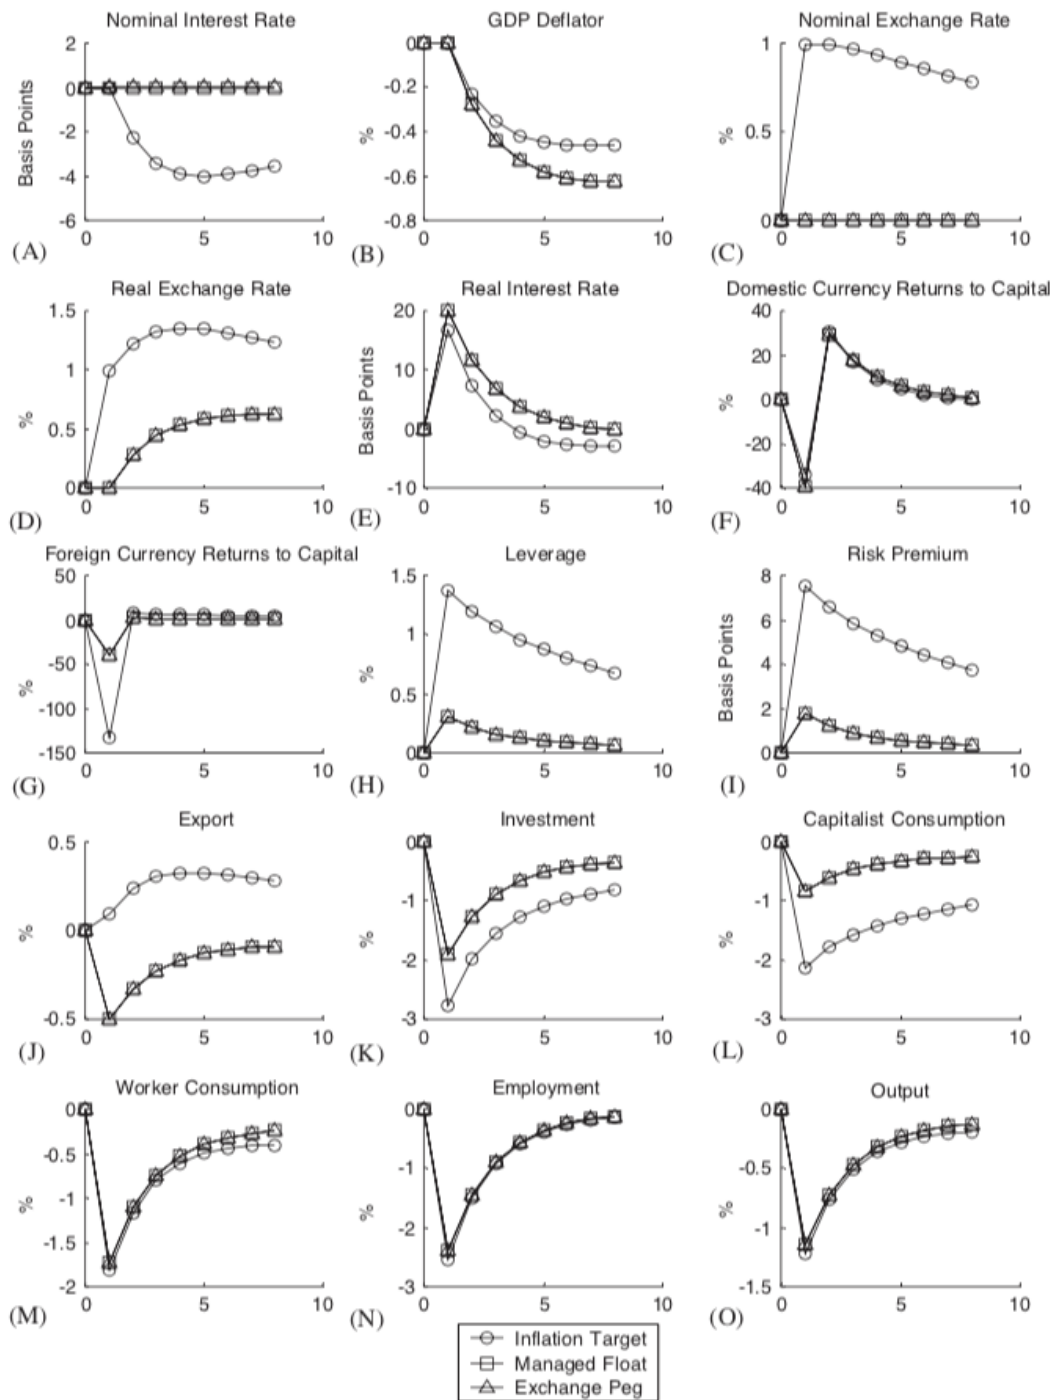 Nominal Interest Rate
GDP Deflator
Nominal Exchange Rate
2
0
-2
-4
-6
Basis Points
0 5 10
(A)
0
-0.2
-0.4
-0.6
-0.8
%
0 5 10
(B)
1
0.5
0
%
0 5 10
(C)
Real Exchange Rate
Real Interest Rate
Domestic Currency Returns to Capital
1.5
1
0.5
0
%
0 5 10
(D)
20
10
0
-10
Basis Points
0 5 10
(E)
40
20
0
-20
-40
%
0 5 10
(F)
Foreign Currency Returns to Capital
Leverage
Risk Premium
50
0
-50
-100
-150
%
0 5 10
(G)
1.5
1
0.5
0
%
0 5 10
(H)
8
6
4
2
0
Basis Points
0 5 10
(I)
Export
Investment
Capitalist Consumption
0.5
0
-0.5
%
0 5 10
(J)
0
-1
-2
-3
%
0 5 10
(K)
0
-1
-2
-3
%
0 5 10
(L)
Worker Consumption
Employment
Output
0
-0.5
-1
-1.5
-2
%
0 5 10
(M)
0
-1
-2
-3
%
0 5 10
(N)
0
-0.5
-1
-1.5
%
0 5 10
(O)
Inflation Target
Managed Float
Exchange Peg